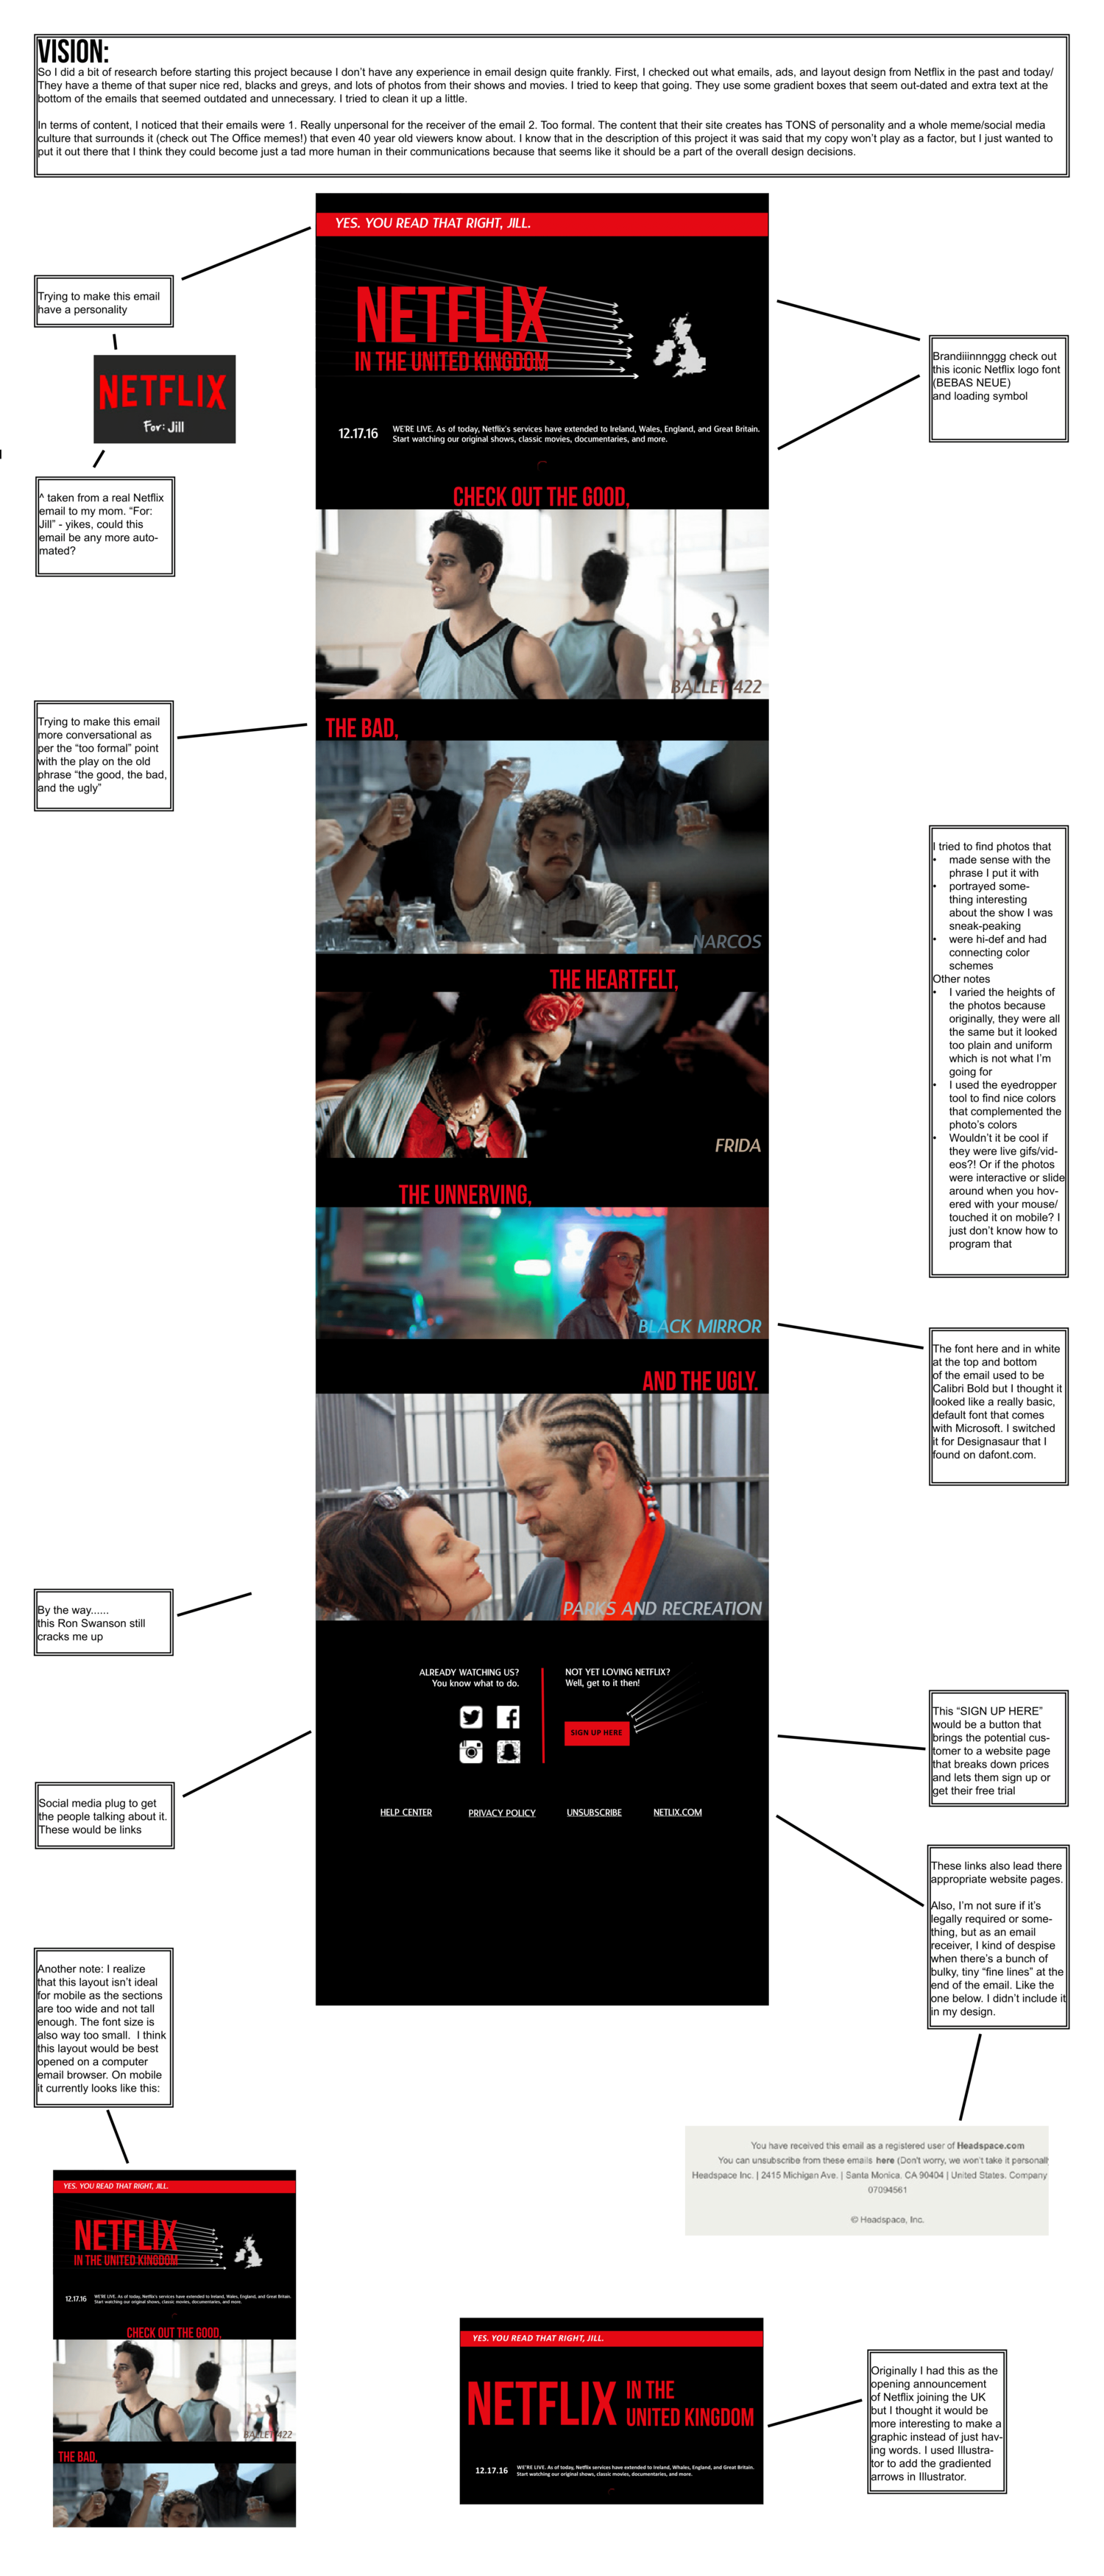 VISION:
So I did a bit of research before starting this project because I don't have any experience in email design quite frankly. First, I checked out what emails, ads, and layout design from Netflix in the past and today/
They have a theme of that super nice red, blacks and greys, and lots of photos from their shows and movies. I tried to keep that going. They use some gradient boxes that seem out-dated and extra text at the
bottom of the emails that seemed outdated and unnecessary. I tried to clean it up a little.
In terms of content, I noticed that their emails were 1. Really unpersonal for the receiver of the email 2. Too formal. The content that their site creates has TONS of personality and a whole meme/social media
culture that surrounds it (check out The Office memes!) that even 40 year old viewers know about. I know that in the description of this project it was said that my copy won't play as a factor, but I just wanted to
put it out there that I think they could become just a tad more human in their communications because that seems like it should be a part of the overall design decisions.
YES. YOU READ THAT RIGHT, JILL.
NETFLIX
IN THE UNITED KINGDOM
12.17.16
WE'RE LIVE. As of today, Netflix's services have extended to Ireland, Wales, England, and Great Britain.
Start watching our original shows, classic movies, documentaries, and more.
Trying to make this email
have a personality
NETFLIX
For: Jill
^ taken from a real Netflix
email to my mom. "For:
Jill" - yikes, could this
email be any more auto-
mated?
Brandiiinnnggg check out
this iconic Netflix logo font
(BEBAS NEUE)
and loading symbol
CHECK OUT THE GOOD,
BALLET 422
Trying to make this email
more conversational as
per the "too formal" point
with the play on the old
phrase "the good, the bad,
and the ugly"
THE BAD,
NARCOS
I tried to find photos that
• made sense with the
phrase I put it with
• portrayed some-
thing interesting
about the show I was
sneak-peaking
• were hi-def and had
connecting color
schemes
Other notes
• I varied the heights of
the photos because
originally, they were all
the same but it looked
too plain and uniform
which is not what I'm
going for
• I used the eyedropper
tool to find nice colors
that complemented the
photo's colors
• Wouldn't it be cool if
they were live gifs/vid-
eos?! Or if the photos
were interactive or slide
around when you hov-
ered with your mouse/
touched it on mobile? I
just don't know how to
program that
THE HEARTFELT,
FRIDA
THE UNNERVING,
BLACK MIRROR
The font here and in white
at the top and bottom
of the email used to be
Calibri Bold but I thought it
looked like a really basic,
default font that comes
with Microsoft. I switched
it for Designasaur that I
found on dafont.com.
AND THE UGLY.
PARKS AND RECREATION
By the way......
this Ron Swanson still
cracks me up
ALREADY WATCHING US?
You know what to do.
NOT YET LOVING NETFLIX?
Well, get to it then!
SIGN UP HERE
This "SIGN UP HERE"
would be a button that
brings the potential cus-
tomer to a website page
that breaks down prices
and lets them sign up or
get their free trial
Social media plug to get
the people talking about it.
These would be links
HELP CENTER PRIVACY POLICY UNSUBSCRIBE NETLIX.COM
These links also lead there
appropriate website pages.
Also, I'm not sure if it's
legally required or some-
thing, but as an email
receiver, I kind of despise
when there's a bunch of
bulky, tiny "fine lines" at the
end of the email. Like the
one below. I didn't include it
in my design.
Another note: I realize
that this layout isn't ideal
for mobile as the sections
are too wide and not tall
enough. The font size is
also way too small. I think
this layout would be best
opened on a computer
email browser. On mobile
it currently looks like this:
You have received this email as a registered user of Headspace.com
You can unsubscribe from these emails here (Don't worry, we won't take it personally
Headspace Inc. | 2415 Michigan Ave. | Santa Monica, CA 90404 | United States. Company
07094561
© Headspace, Inc.
YES. YOU READ THAT RIGHT, JILL.
NETFLIX
IN THE UNITED KINGDOM
12.17.16
WE'RE LIVE. As of today, Netflix's services have extended to Ireland, Wales, England, and Great Britain.
Start watching our original shows, classic movies, documentaries, and more.
CHECK OUT THE GOOD,
BALLET 422
THE BAD,
YES. YOU READ THAT RIGHT, JILL.
NETFLIX
IN THE
UNITED KINGDOM
12.17.16
WE'RE LIVE. As of today, Netflix services have extended to Ireland, Whales, England, and Great Britain.
Start watching our original shows, classic movies, documentaries, and more.
Originally I had this as the
opening announcement
of Netflix joining the UK
but I thought it would be
more interesting to make a
graphic instead of just hav-
ing words. I used Illustra-
tor to add the gradiented
arrows in Illustrator.